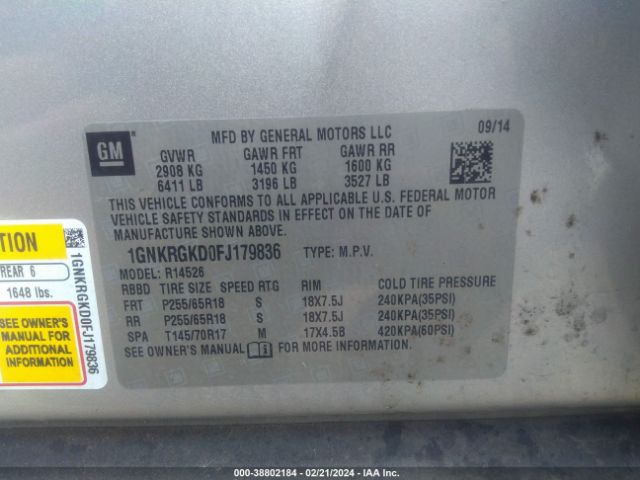 GM
MFD BY GENERAL MOTORS LLC
09/14
GVWR GAWR FRT GAWR RR
2908 KG 1450 KG 1600 KG
6411 LB 3196 LB 3527 LB
THIS VEHICLE CONFORMS TO ALL APPLICABLE U.S. FEDERAL MOTOR
VEHICLE SAFETY STANDARDS IN EFFECT ON THE DATE OF
MANUFACTURE SHOWN ABOVE.
1GNKRGKD0FJ179836 TYPE: M.P.V.
MODEL: R14526
RBBD TIRE SIZE SPEED RTG RIM COLD TIRE PRESSURE
FRT P255/65R18 S 18X7.5J 240KPA(35PSI)
RR P255/65R18 S 18X7.5J 240KPA(35PSI)
SPA T145/70R17 M 17X4.5B 420KPA(60PSI)
SEE OWNER'S MANUAL FOR MORE INFORMATION.
TION
REAR 6
1648 lbs.
SEE OWNER'S
MANUAL FOR
ADDITIONAL
INFORMATION
1GNKRGKD0FJ179836
000-38802184 - 02/21/2024 - IAA Inc.